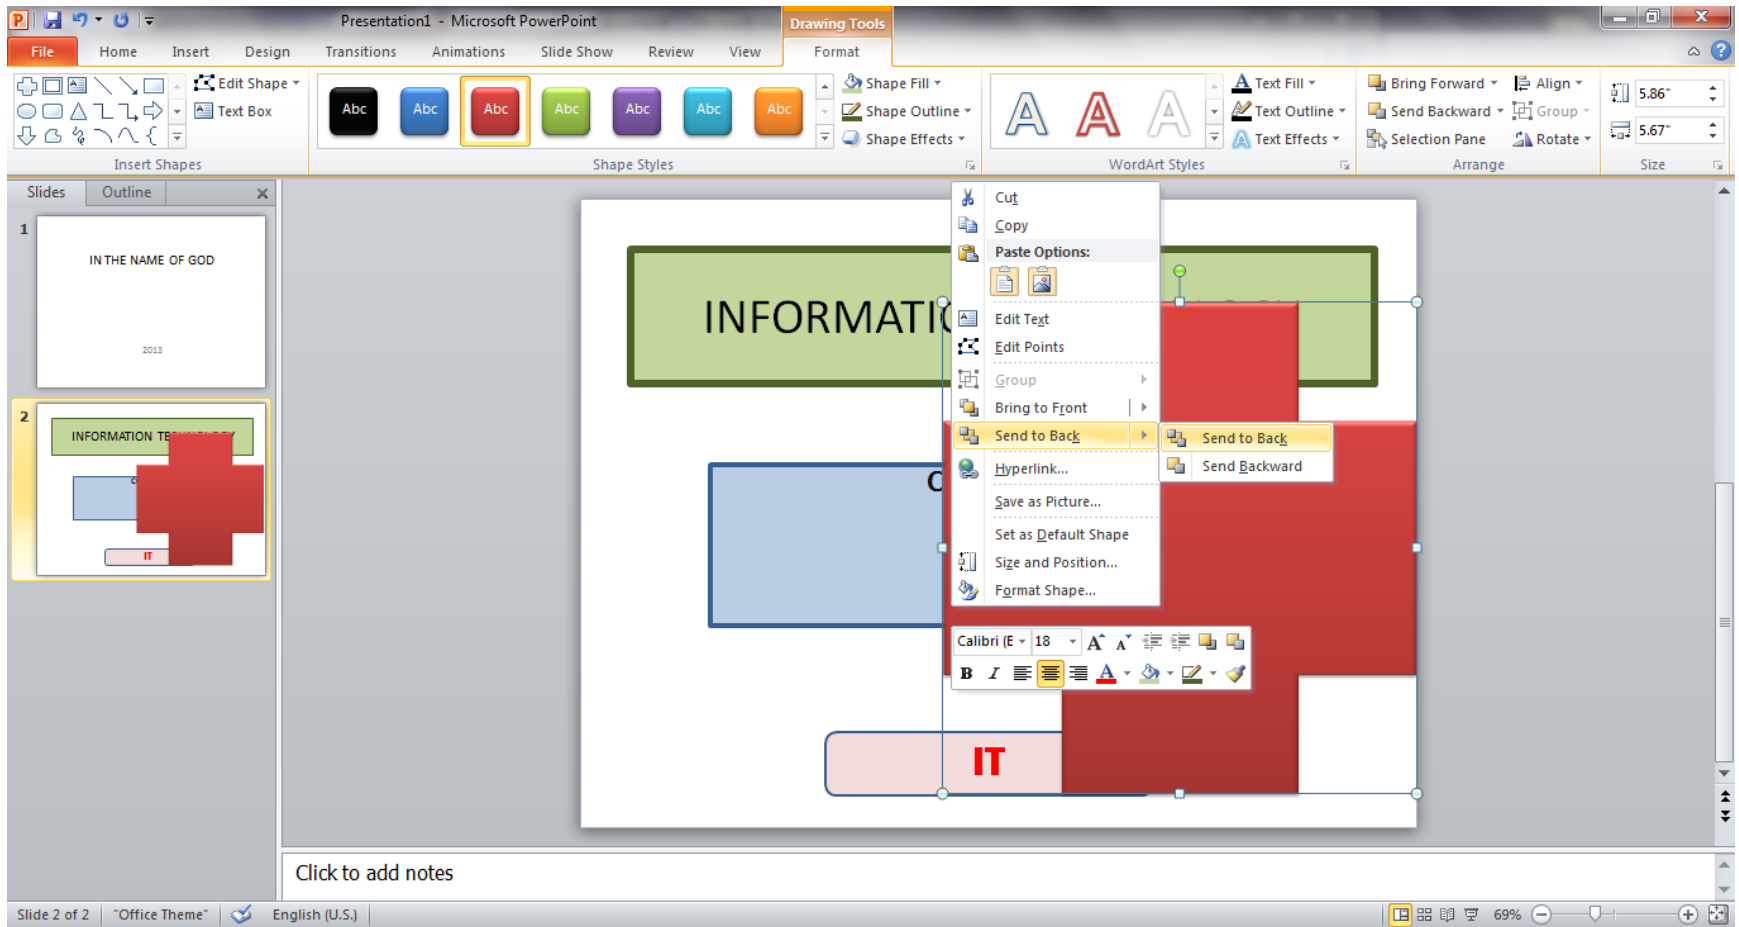 Presentation1 - Microsoft PowerPoint
Drawing Tools
File Home Insert Design Transitions Animations Slide Show Review View Format
Edit Shape
Text Box
Insert Shapes
Abc Abc Abc Abc Abc Abc Abc
Shape Fill
Shape Outline
Shape Effects
Shape Styles
Text Fill
Text Outline
Text Effects
WordArt Styles
Bring Forward
Send Backward
Selection Pane
Align
Group
Rotate
Arrange
5.86"
5.67"
Size
Slides Outline
1
IN THE NAME OF GOD
2013
2
INFORMATION
IT
INFORMATI
C
IT
Cut
Copy
Paste Options:
Edit Text
Edit Points
Group
Bring to Front
Send to Back
Hyperlink...
Save as Picture...
Set as Default Shape
Size and Position...
Format Shape...
Send to Back
Send Backward
Calibri (E 18
B I A
Click to add notes
Slide 2 of 2 "Office Theme" English (U.S.) 69%